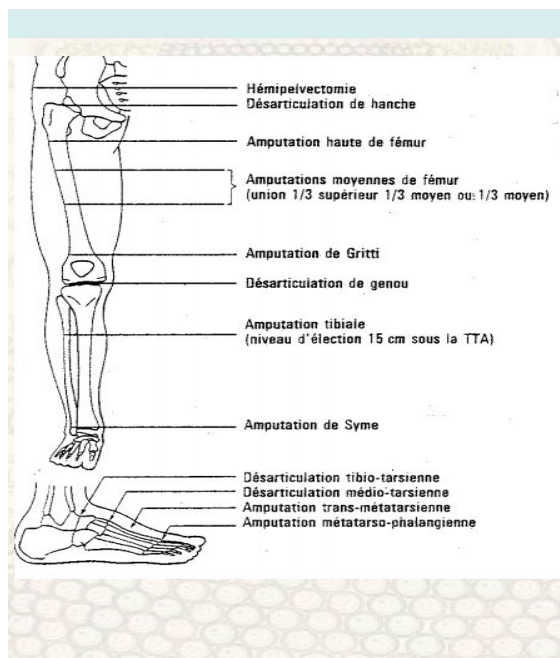 Hémipelvectomie
Désarticulation de hanche
Amputation haute de fémur
Amputations moyennes de fémur
(union 1/3 supérieur 1/3 moyen ou 1/3 moyen)
Amputation de Gritti
Désarticulation de genou
Amputation tibiale
(niveau d'élection 15 cm sous la TTA)
Amputation de Syme
Désarticulation tibio-tarsienne
Désarticulation médio-tarsienne
Amputation trans-métatarsienne
Amputation métatarso-phalangienne